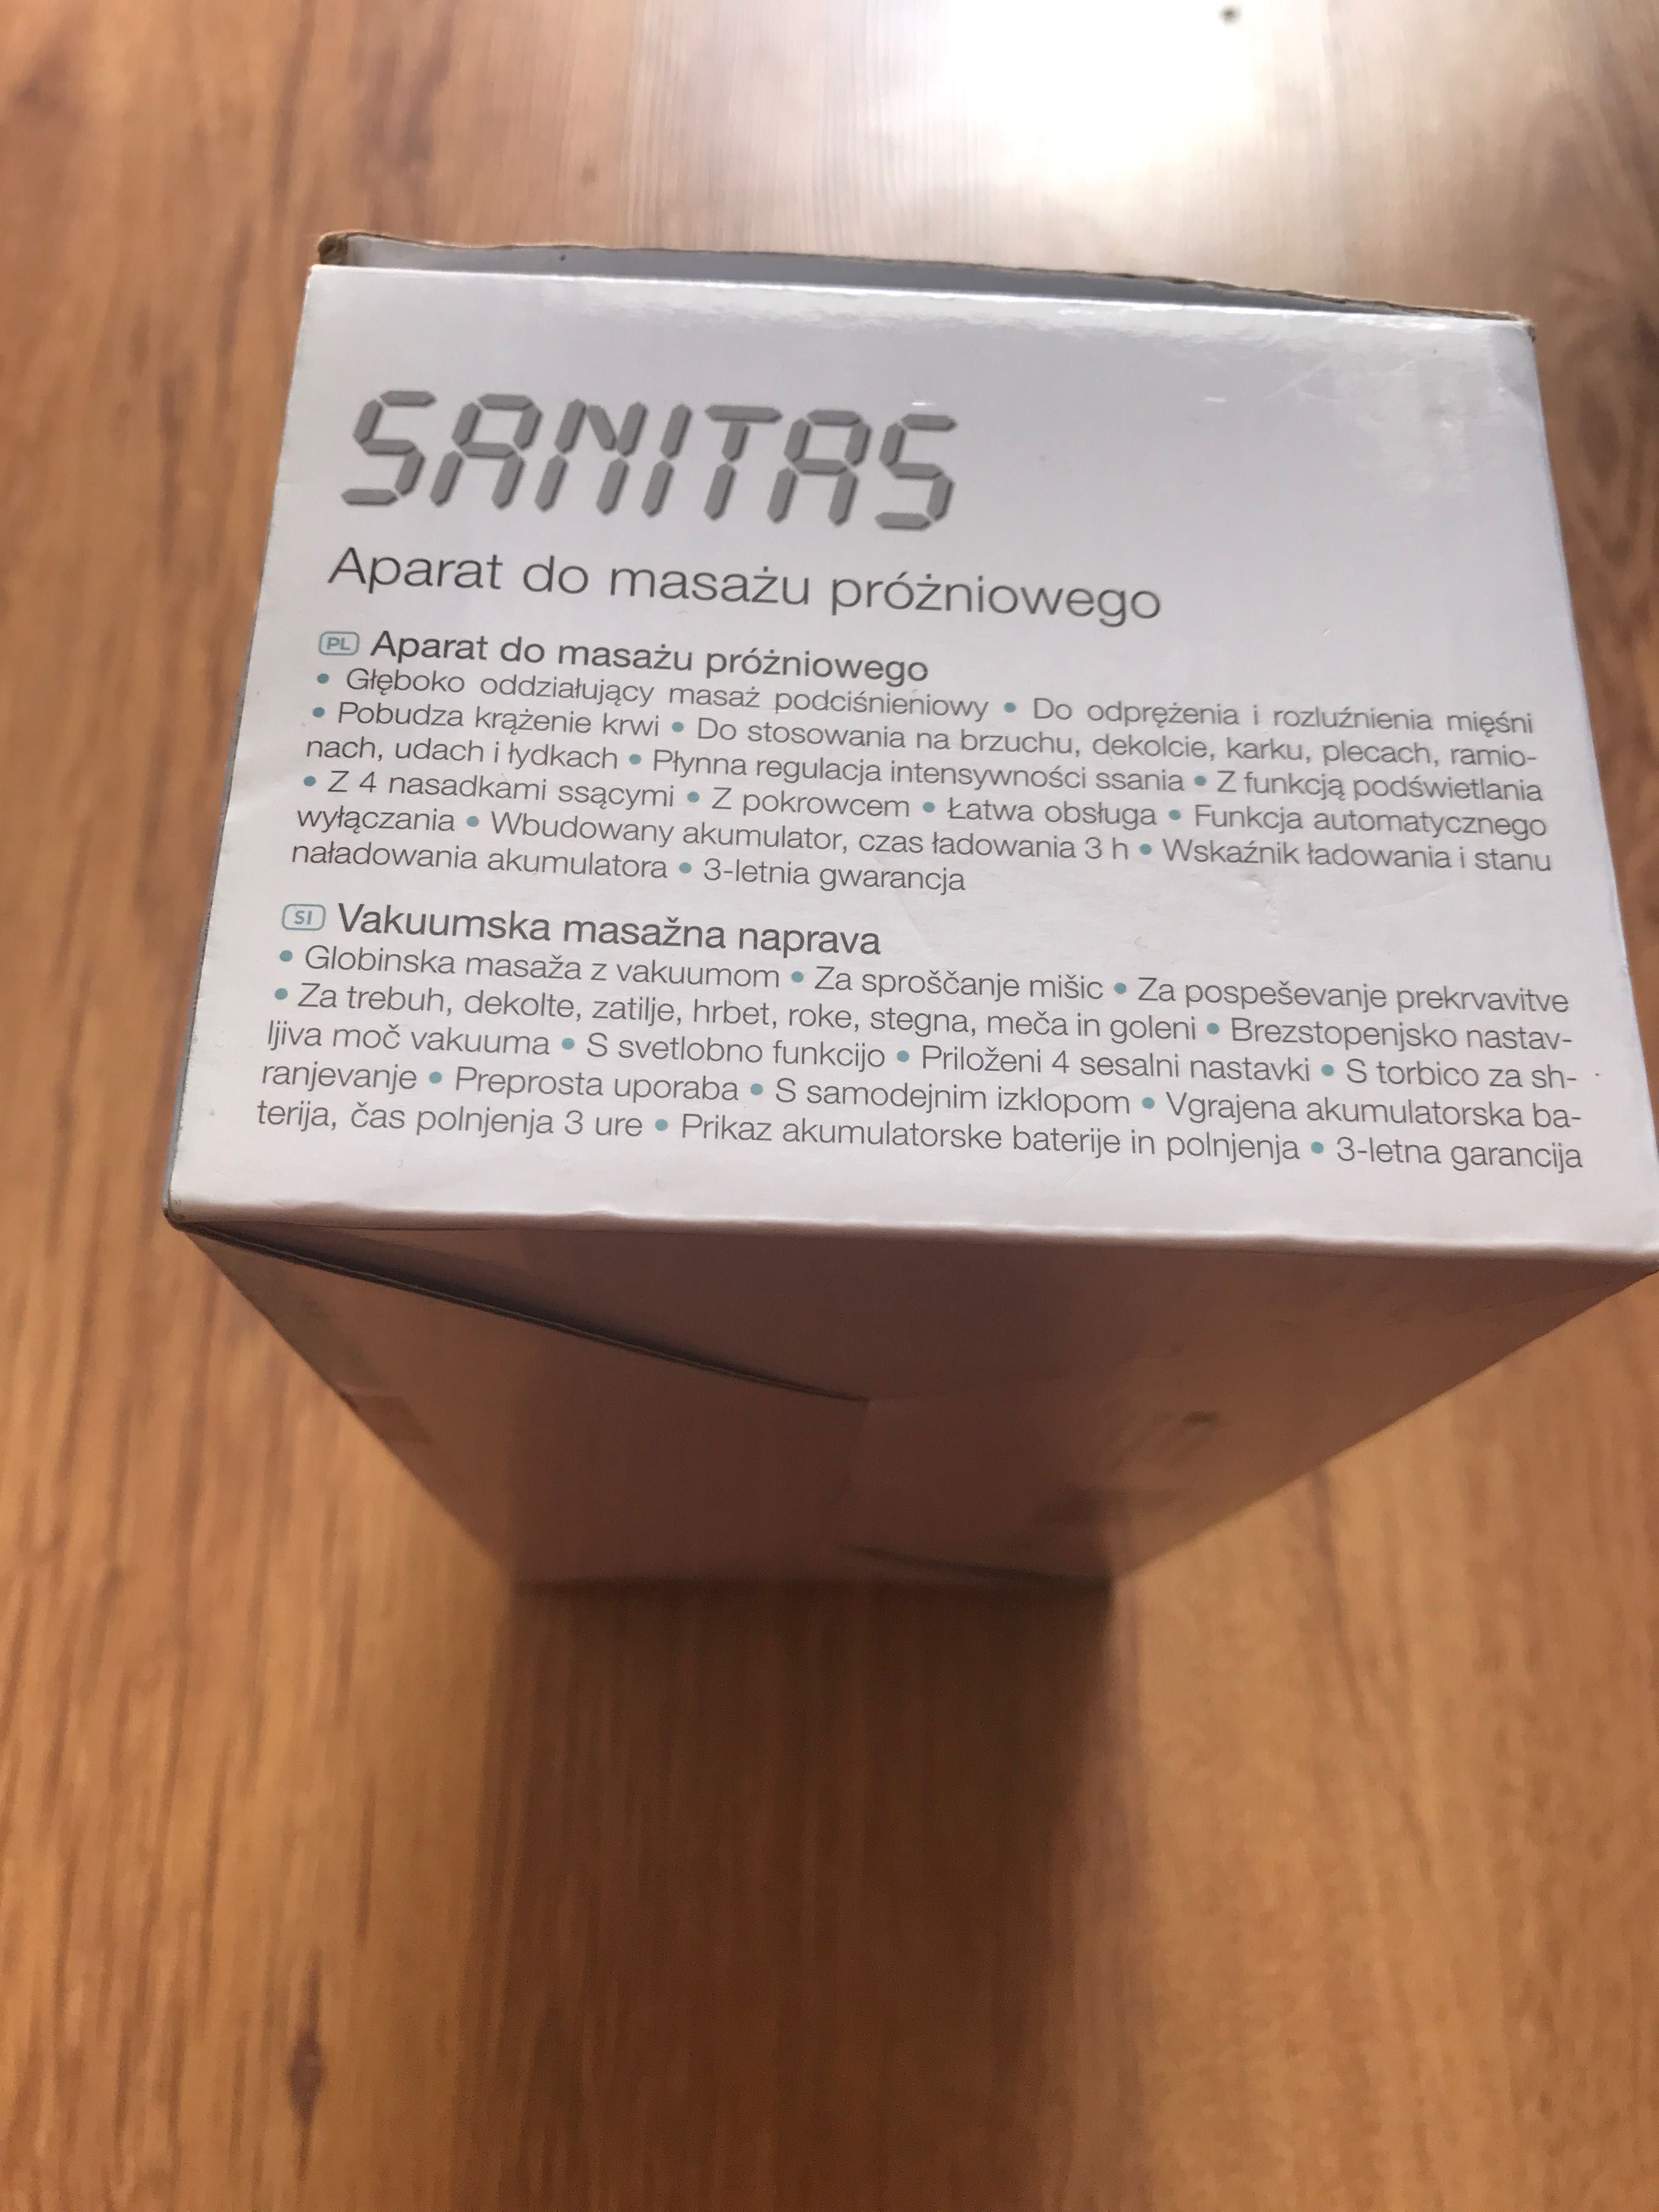 SANITAS
Aparat do masażu próżniowego
PL Aparat do masażu próżniowego
• Głęboko oddziałujący masaż podciśnieniowy • Do odprężenia i rozluźnienia mięśni
• Pobudza krążenie krwi • Do stosowania na brzuchu, dekolcie, karku, plecach, ramio-
nach, udach i łydkach • Płynna regulacja intensywności ssania • Z funkcją podświetlania
• Z 4 nasadkami ssącymi • Z pokrowcem • Łatwa obsługa • Funkcja automatycznego
wyłączania • Wbudowany akumulator, czas ładowania 3 h • Wskaźnik ładowania i stanu
naładowania akumulatora • 3-letnia gwarancja
SI Vakuumska masažna naprava
• Globinska masaža z vakuumom • Za sproščanje mišic • Za pospeševanje prekrvavitve
• Za trebuh, dekolte, zatilje, hrbet, roke, stegna, meča in goleni • Brezstopenjsko nastav-
ljiva moč vakuuma • S svetlobno funkcijo • Priloženi 4 sesalni nastavki • S torbico za sh-
ranjevanje • Preprosta uporaba • S samodejnim izklopom • Vgrajena akumulatorska ba-
terija, čas polnjenja 3 ure • Prikaz akumulatorske baterije in polnjenja • 3-letna garancija